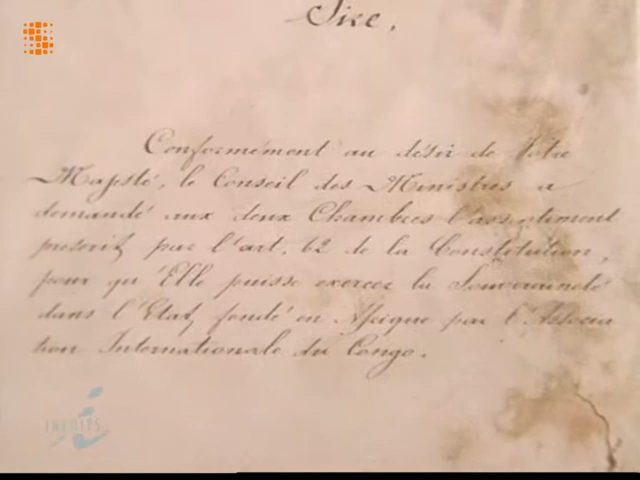 Sire,
Conformément au désir de Votre
Majesté, le Conseil des Ministres a
demandé aux deux Chambres l'assentiment
prescrit par l'art. 62 de la Constitution,
pour qu'Elle puisse exercer la Souveraineté
dans l'Etat fondé en Afrique par l'Associa
tion Internationale du Congo.
INEDITS